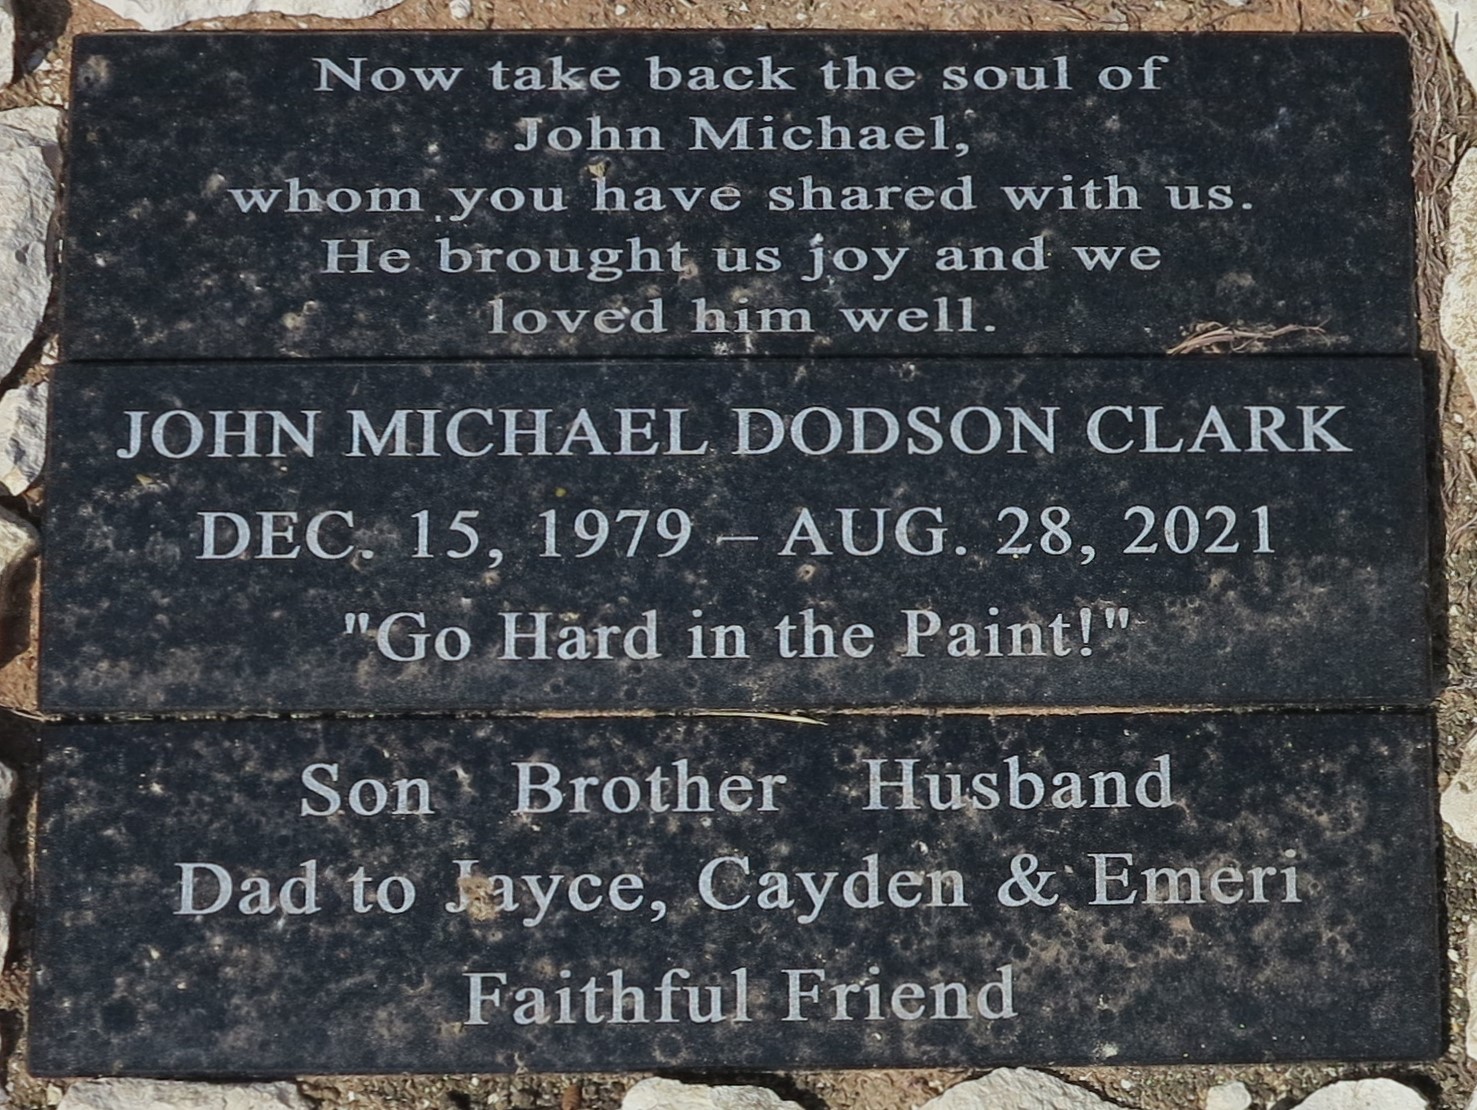 Now take back the soul of
John Michael,
whom you have shared with us.
He brought us joy and we
loved him well.
JOHN MICHAEL DODSON CLARK
DEC. 15, 1979 – AUG. 28, 2021
"Go Hard in the Paint!"
Son Brother Husband
Dad to Jayce, Cayden & Emeri
Faithful Friend